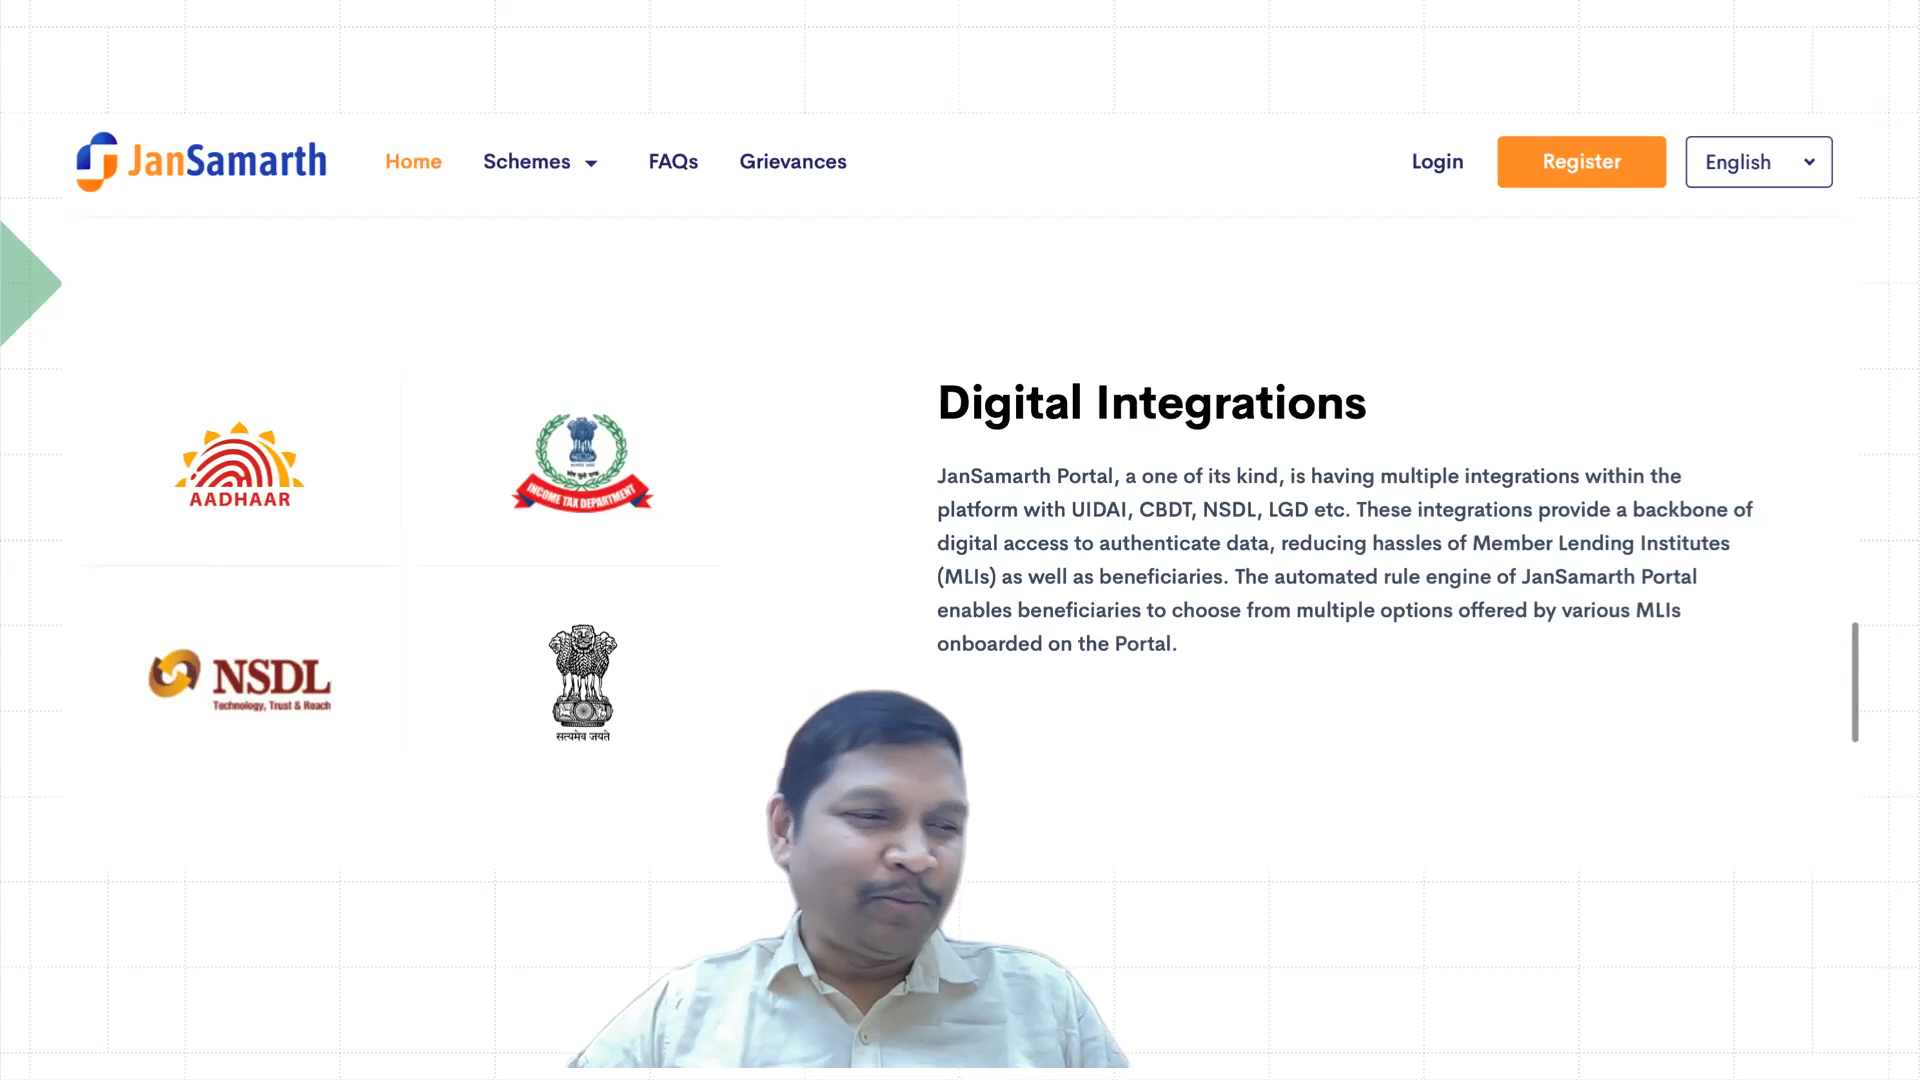 JanSamarth
Home
Schemes
FAQs
Grievances
Login
Register
English
AADHAAR
INCOME TAX DEPARTMENT
NSDL
Technology, Trust & Reach
सत्यमेव जयते
Digital Integrations
JanSamarth Portal, a one of its kind, is having multiple integrations within the
platform with UIDAI, CBDT, NSDL, LGD etc. These integrations provide a backbone of
digital access to authenticate data, reducing hassles of Member Lending Institutes
(MLIs) as well as beneficiaries. The automated rule engine of JanSamarth Portal
enables beneficiaries to choose from multiple options offered by various MLIs
onboarded on the Portal.